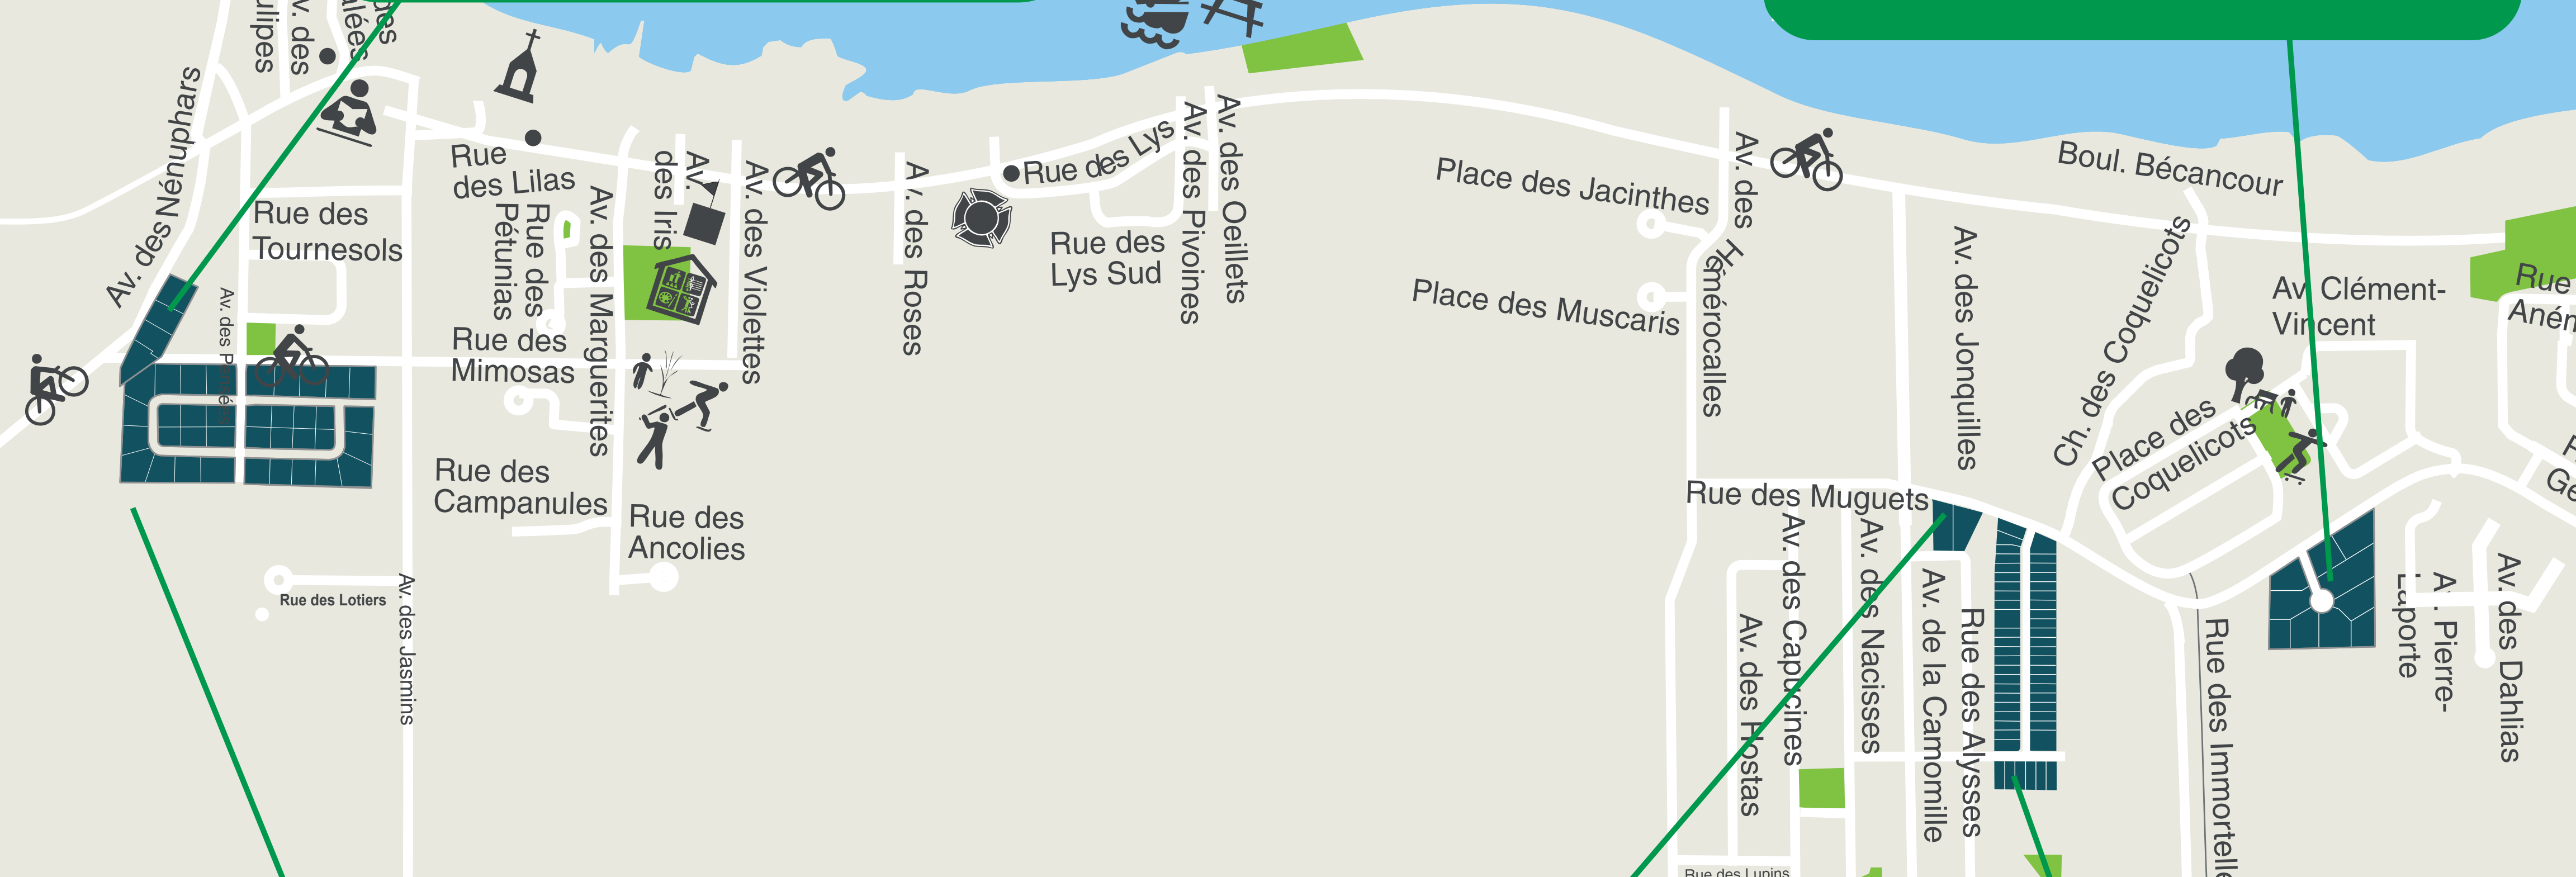 Av. des
Av. des Nénuphars
Rue
des Lilas
Rue des
Tournesols
Rue des
Pétunias
Av. des Marguerites
Av.
des Iris
Av. des Violettes
Av. des Roses
Rue des Lys
Rue des
Lys Sud
Av. des Pivoines
Av. des Oeillets
Rue des
Mimosas
Rue des
Campanules
Rue des
Ancolies
Rue des Lotiers
Av. des Jasmins
Place des Jacinthes
Place des Muscaris
Av. des
Hémérocalles
Boul. Bécancour
Av. des Jonquilles
Ch. des Coquelicots
Place des
Coquelicots
Av. Clément-
Vincent
Rue
Rue des Muguets
Av. des Hostas
Av. des Capucines
Av. des Nacisses
Av. de la Camomille
Rue des Alysses
Rue des Lupins
Av. Pierre-
Laporte
Av. des Dahlias